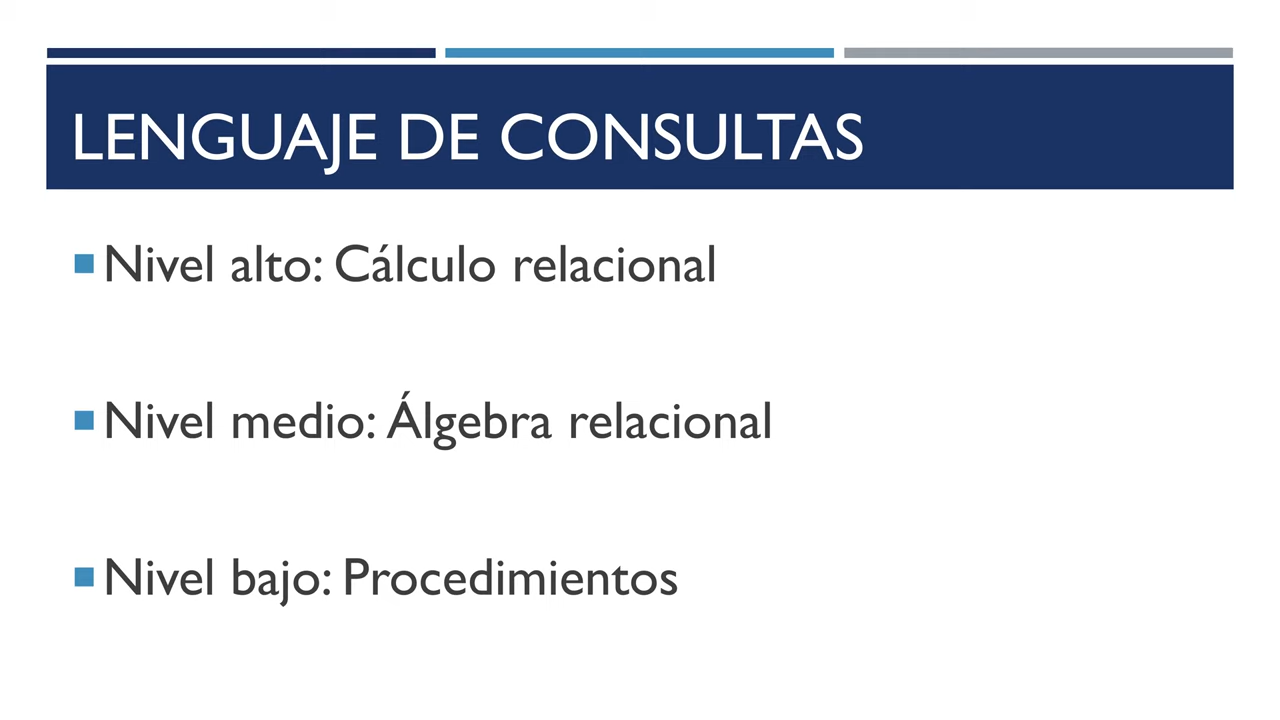 LENGUAJE DE CONSULTAS
Nivel alto: Cálculo relacional
Nivel medio: Álgebra relacional
Nivel bajo: Procedimientos